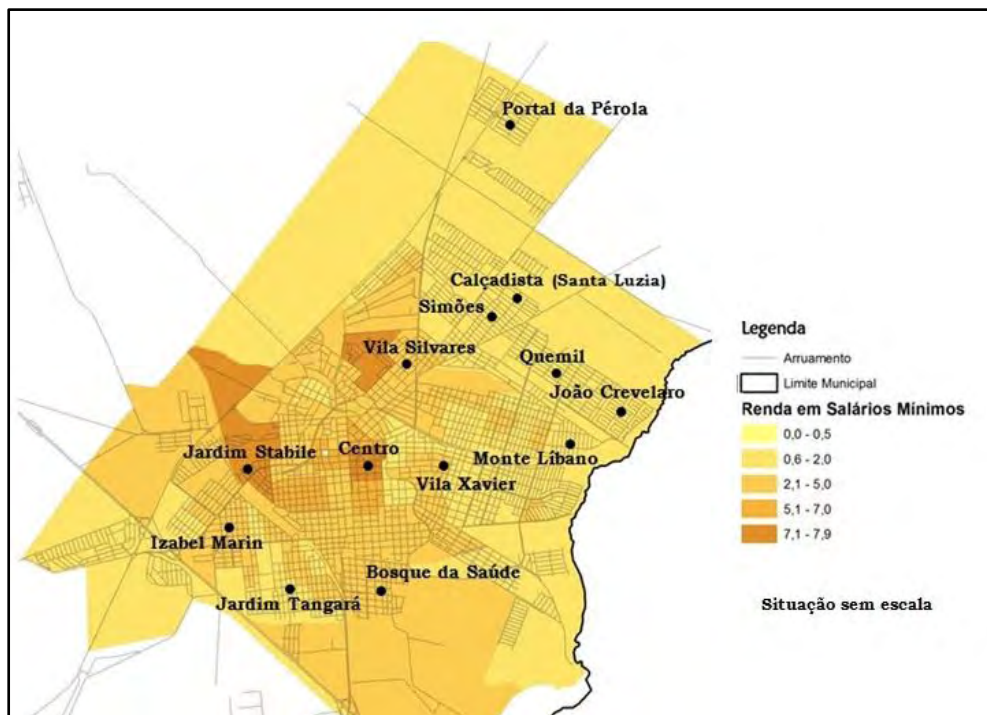 Portal da Pérola
Calçadista (Santa Luzia)
Simões
Vila Silvares
Quemil
João Crevelaro
Jardim Stabile
Centro
Monte Líbano
Vila Xavier
Izabel Marin
Bosque da Saúde
Jardim Tangará
Legenda
Arruamento
Limite Municipal
Renda em Salários Mínimos
0,0 - 0,5
0,6 - 2,0
2,1 - 5,0
5,1 - 7,0
7,1 - 7,9
Situação sem escala